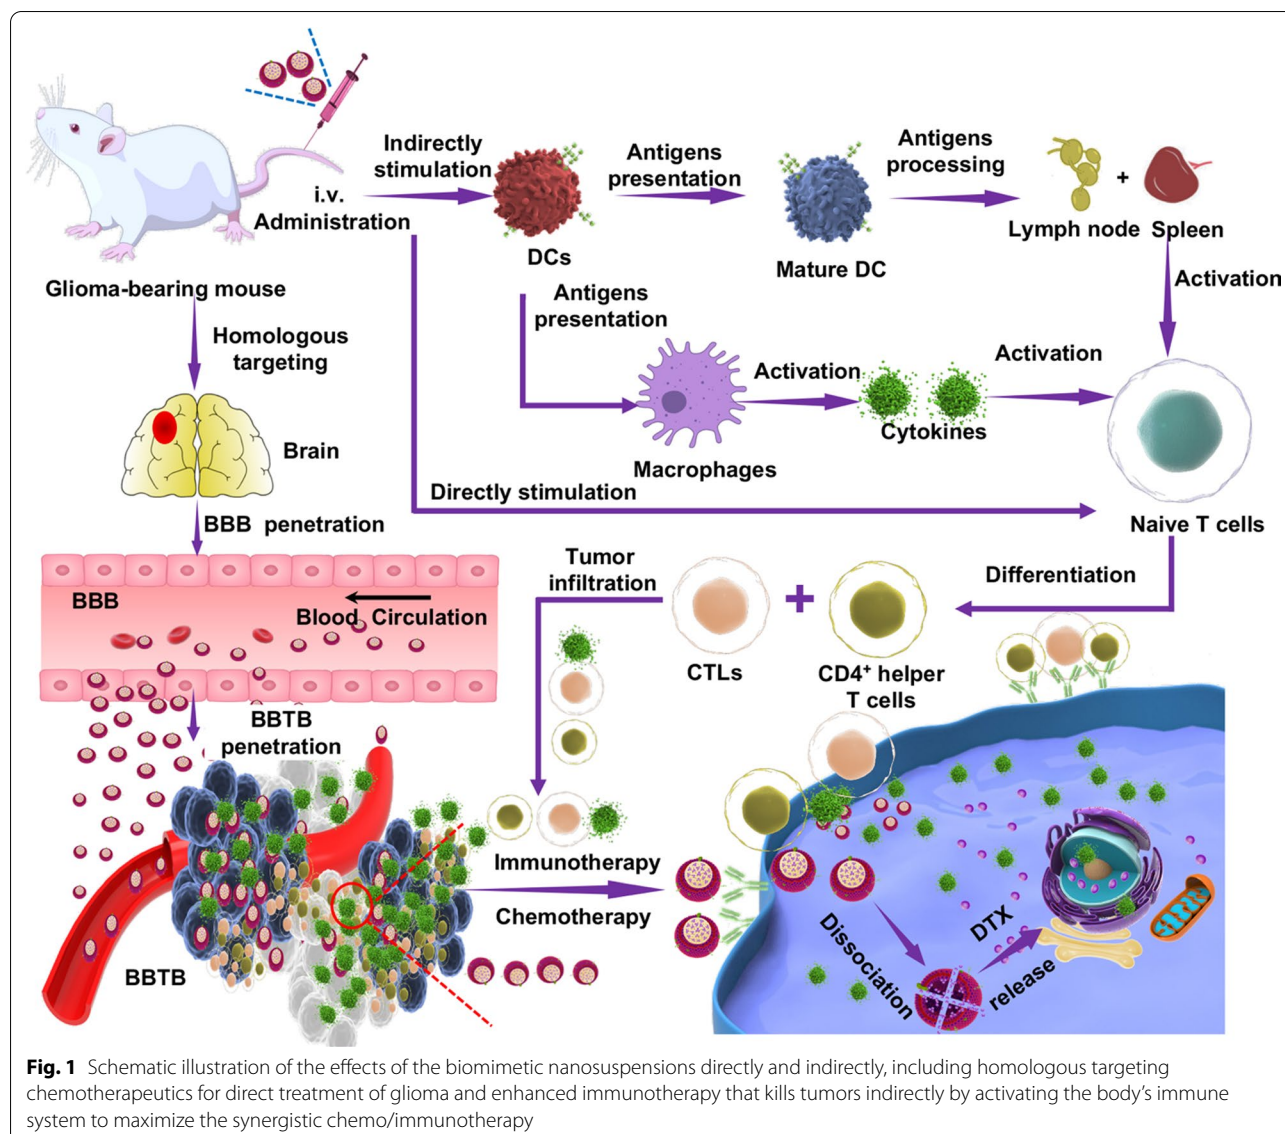 Indirectly
stimulation
Antigens
presentation
Antigens
processing
i.v.
Administration
DCs
Mature DC
Lymph node
+
Spleen
Glioma-bearing mouse
Activation
Antigens
presentation
Homologous
targeting
Activation
Activation
Cytokines
Macrophages
Brain
Directly stimulation
Naive T cells
BBB penetration
Tumor
infiltration
Differentiation
BBB
Blood Circulation
+
CTLs
CD4⁺ helper
T cells
BBTB
penetration
Immunotherapy
Chemotherapy
BBTB
Dissociation
DTX
release
Fig. 1 Schematic illustration of the effects of the biomimetic nanosuspensions directly and indirectly, including homologous targeting
chemotherapeutics for direct treatment of glioma and enhanced immunotherapy that kills tumors indirectly by activating the body's immune
system to maximize the synergistic chemo/immunotherapy